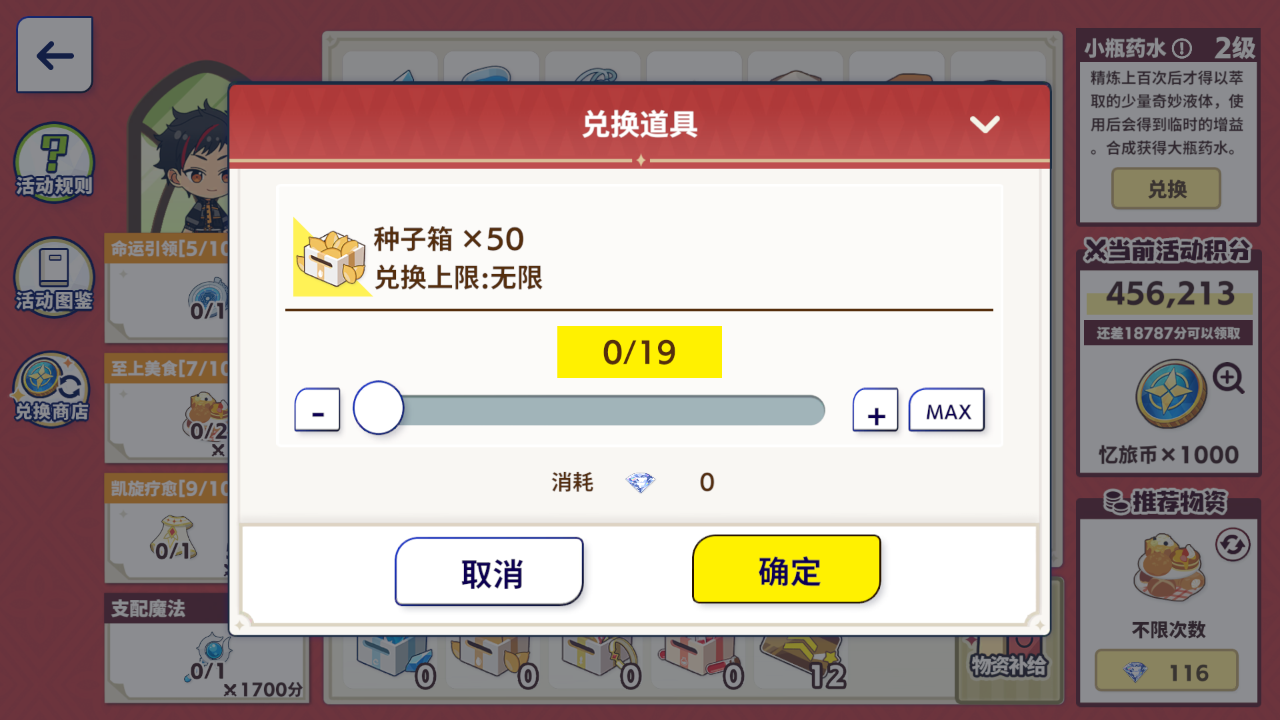 活动规则
活动图鉴
兑换商店
命运引领[5/10
0/1
至上美食[7/10
0/2
×
凯旋疗愈[9/10
0/1
支配魔法
0/1
×1700分
兑换道具
种子箱 ×50
兑换上限:无限
0/19
-
+
MAX
消耗
0
取消
确定
0
0
0
0
12
物资补给
小瓶药水 2级
精炼上百次后才得以萃
取的少量奇妙液体，使
用后会得到临时的增益
。合成获得大瓶药水。
兑换
当前活动积分
456,213
还差18787分可以领取
忆旅币×1000
推荐物资
不限次数
116